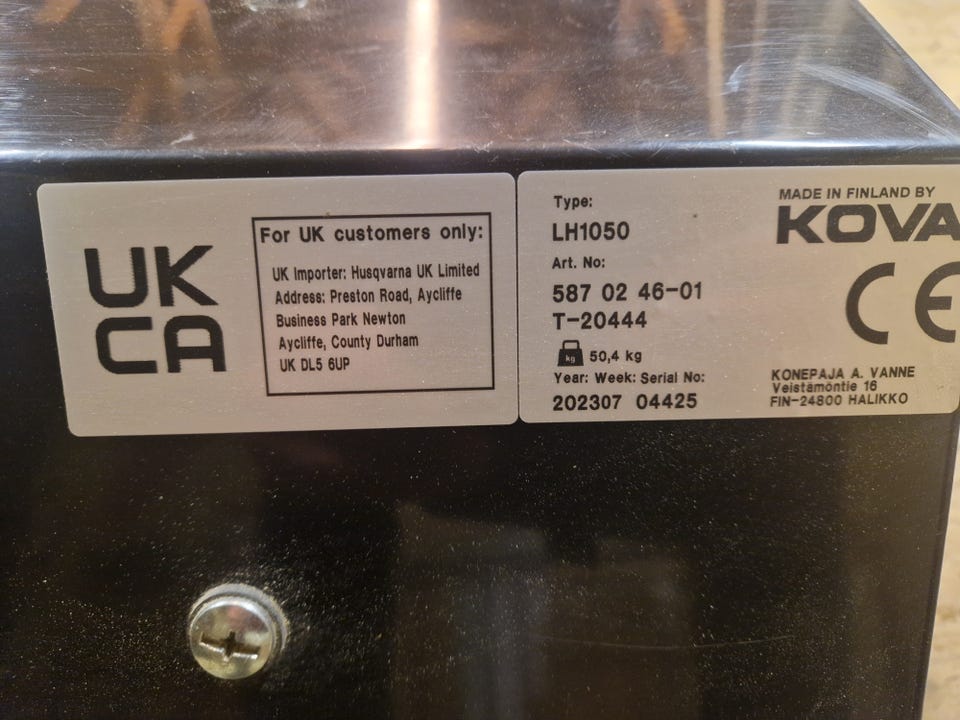 UK
CA
For UK customers only:
UK Importer: Husqvarna UK Limited
Address: Preston Road, Aycliffe
Business Park Newton
Aycliffe, County Durham
UK DL5 6UP
Type:
LH1050
Art. No:
587 02 46-01
T-20444
kg 50,4 kg
Year: Week: Serial No:
202307 04425
MADE IN FINLAND BY
KOVA
CE
KONEPAJA A. VANNE
Veistämöntie 16
FIN-24800 HALIKKO